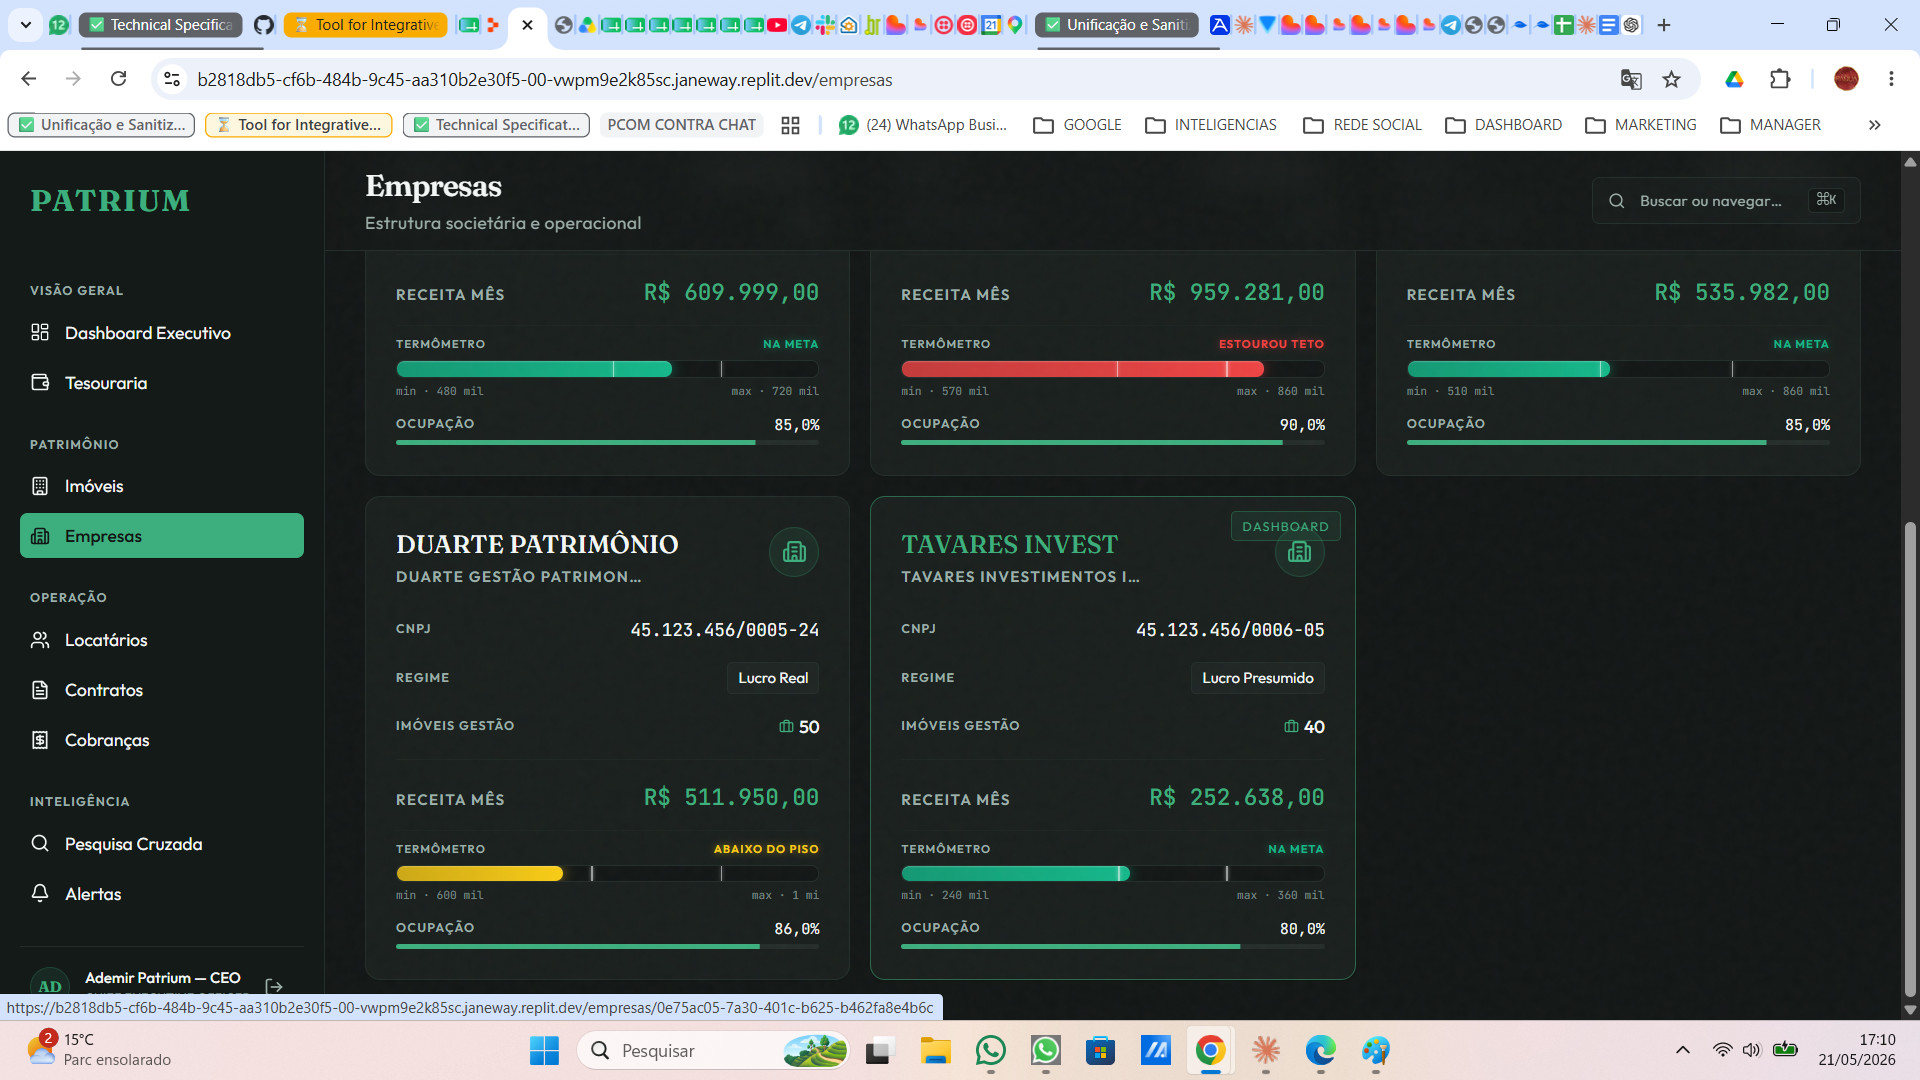 Technical Specifica
Tool for Integrative
Unificação e Saniti
b2818db5-cf6b-484b-9c45-aa310b2e30f5-00-vwpm9e2k85sc.janeway.replit.dev/empresas
Unificação e Sanitiz...
Tool for Integrative...
Technical Specificat...
PCOM CONTRA CHAT
12
(24) WhatsApp Busi...
GOOGLE
INTELIGENCIAS
REDE SOCIAL
DASHBOARD
MARKETING
MANAGER
»
PATRIUM
VISÃO GERAL
Dashboard Executivo
Tesouraria
PATRIMÔNIO
Imóveis
Empresas
OPERAÇÃO
Locatários
Contratos
Cobranças
INTELIGÊNCIA
Pesquisa Cruzada
Alertas
AD
Ademir Patrium — CEO
Empresas
Estrutura societária e operacional
Buscar ou navegar...
⌘K
RECEITA MÊS R$ 609.999,00
TERMÔMETRO NA META
min · 480 mil max · 720 mil
OCUPAÇÃO 85,0%
RECEITA MÊS R$ 959.281,00
TERMÔMETRO ESTOUROU TETO
min · 570 mil max · 860 mil
OCUPAÇÃO 90,0%
RECEITA MÊS R$ 535.982,00
TERMÔMETRO NA META
min · 510 mil max · 860 mil
OCUPAÇÃO 85,0%
DUARTE PATRIMÔNIO
DUARTE GESTÃO PATRIMON...
CNPJ 45.123.456/0005-24
REGIME Lucro Real
IMÓVEIS GESTÃO 50
RECEITA MÊS R$ 511.950,00
TERMÔMETRO ABAIXO DO PISO
min · 600 mil max · 1 mi
OCUPAÇÃO 86,0%
DASHBOARD
TAVARES INVEST
TAVARES INVESTIMENTOS I...
CNPJ 45.123.456/0006-05
REGIME Lucro Presumido
IMÓVEIS GESTÃO 40
RECEITA MÊS R$ 252.638,00
TERMÔMETRO NA META
min · 240 mil max · 360 mil
OCUPAÇÃO 80,0%
https://b2818db5-cf6b-484b-9c45-aa310b2e30f5-00-vwpm9e2k85sc.janeway.replit.dev/empresas/0e75ac05-7a30-401c-b625-b462fa8e4b6c
2
15°C
Parc ensolarado
Pesquisar
17:10
21/05/2026